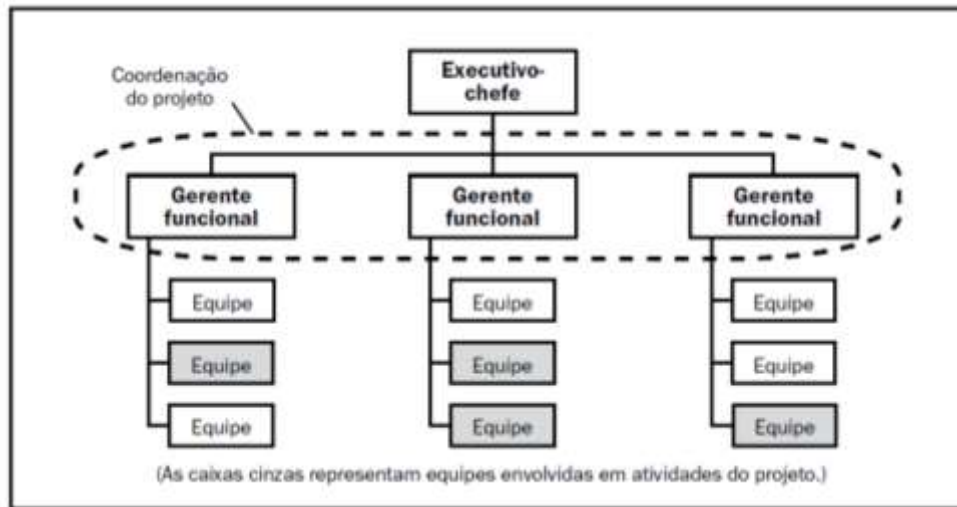 Executivo-
chefe
Coordenação
do projeto
Gerente
funcional
Gerente
funcional
Gerente
funcional
Equipe
Equipe
Equipe
Equipe
Equipe
Equipe
Equipe
Equipe
Equipe
(As caixas cinzas representam equipes envolvidas em atividades do projeto.)